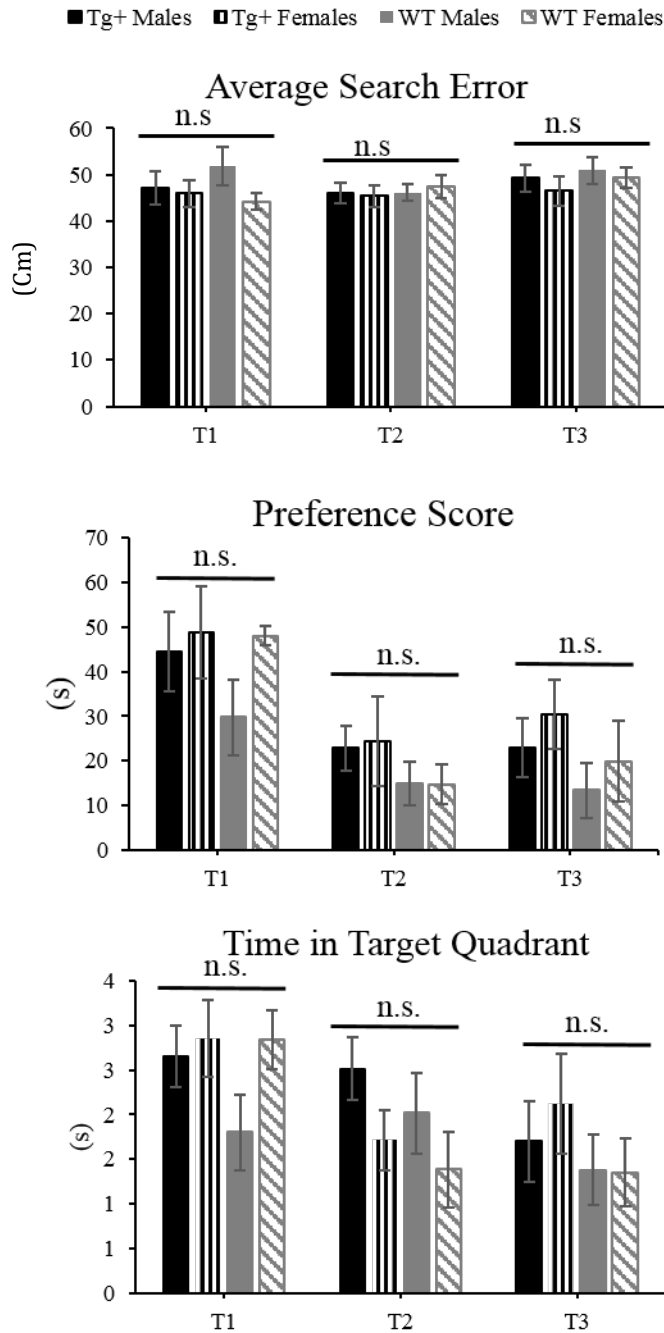 Tg+ Males Tg+ Females WT Males WT Females
Average Search Error
n.s n.s n.s
60
50
40
30
20
10
0
(Cm)
T1 T2 T3
Preference Score
n.s. n.s. n.s.
70
60
50
40
30
20
10
0
(s)
T1 T2 T3
Time in Target Quadrant
n.s. n.s. n.s.
4
3
3
2
2
1
1
0
(s)
T1 T2 T3